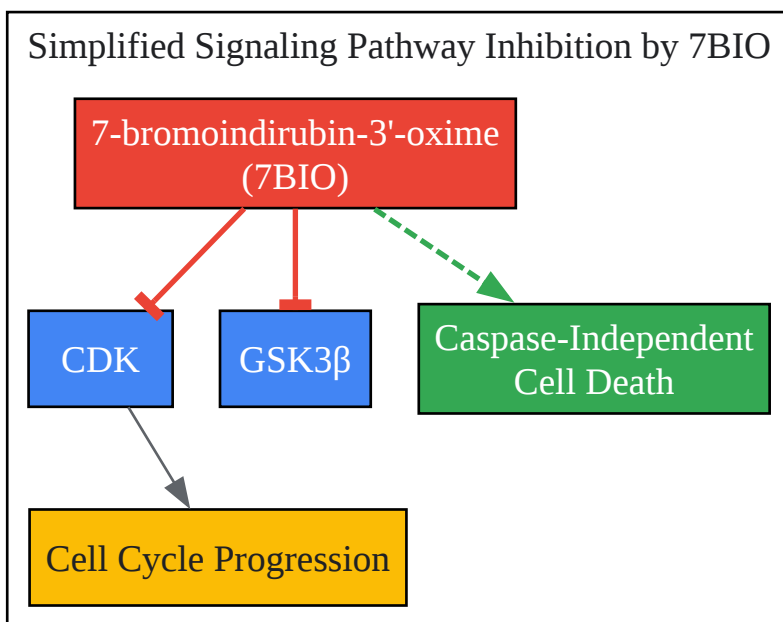 Simplified Signaling Pathway Inhibition by 7BIO
7-bromoindirubin-3'-oxime
(7BIO)
CDK
GSK3β
Caspase-Independent
Cell Death
Cell Cycle Progression